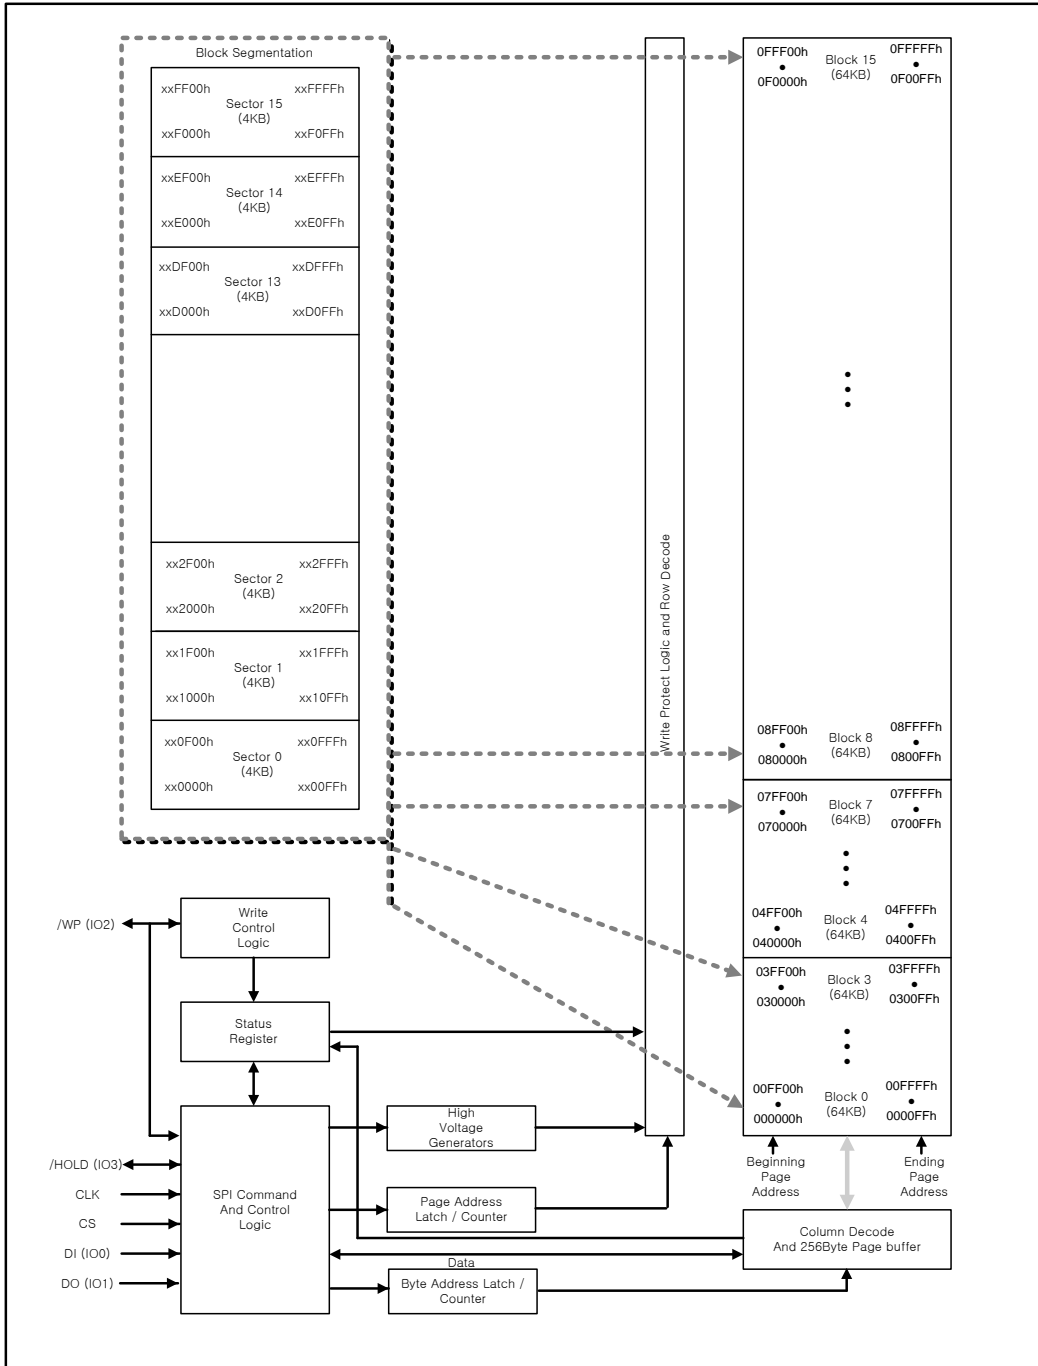 Block Segmentation
xxFF00h xxFFFFh
Sector 15
(4KB)
xxF000h xxF0FFh
xxEF00h xxEFFFh
Sector 14
(4KB)
xxE000h xxE0FFh
xxDF00h xxDFFFh
Sector 13
(4KB)
xxD000h xxD0FFh
xx2F00h xx2FFFh
Sector 2
(4KB)
xx2000h xx20FFh
xx1F00h xx1FFFh
Sector 1
(4KB)
xx1000h xx10FFh
xx0F00h xx0FFFh
Sector 0
(4KB)
xx0000h xx00FFh
Write Protect Logic and Row Decode
0FFF00h 0FFFFFh
Block 15
(64KB)
0F0000h 0F00FFh
08FF00h 08FFFFh
Block 8
(64KB)
080000h 0800FFh
07FF00h 07FFFFh
Block 7
(64KB)
070000h 0700FFh
04FF00h 04FFFFh
Block 4
(64KB)
040000h 0400FFh
03FF00h 03FFFFh
Block 3
(64KB)
030000h 0300FFh
00FF00h 00FFFFh
Block 0
(64KB)
000000h 0000FFh
Beginning
Page
Address
Ending
Page
Address
/WP (IO2)
Write
Control
Logic
Status
Register
High
Voltage
Generators
/HOLD (IO3)
CLK
CS
DI (IO0)
DO (IO1)
SPI Command
And Control
Logic
Page Address
Latch / Counter
Column Decode
And 256Byte Page buffer
Data
Byte Address Latch /
Counter